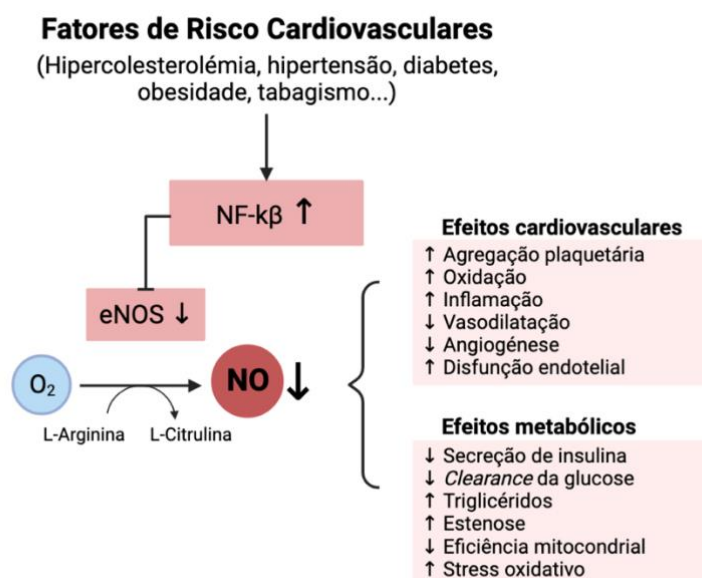 Fatores de Risco Cardiovasculares
(Hipercolesterolémia, hipertensão, diabetes,
obesidade, tabagismo...)
NF-kβ ↑
eNOS ↓
O₂
NO ↓
L-Arginina
L-Citrulina
Efeitos cardiovasculares
↑ Agregação plaquetária
↑ Oxidação
↑ Inflamação
↓ Vasodilatação
↓ Angiogénese
↑ Disfunção endotelial
Efeitos metabólicos
↓ Secreção de insulina
↓ Clearance da glucose
↑ Triglicéridos
↑ Estenose
↓ Eficiência mitocondrial
↑ Stress oxidativo